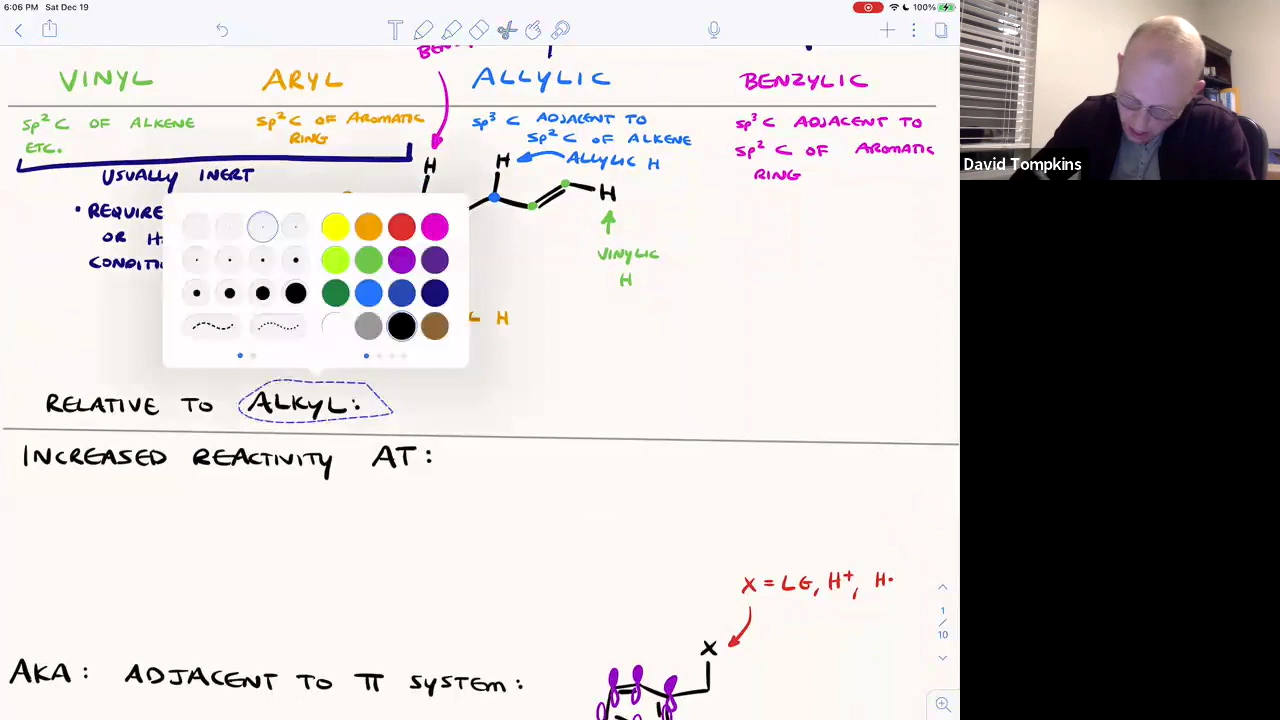 6:06 PM Sat Dec 19
100%
VINYL ARYL ALLYLIC BENZYLIC
sp² C OF ALKENE
ETC.
sp² C OF AROMATIC
RING
sp³ C ADJACENT TO
sp² C OF ALKENE
sp³ C ADJACENT TO
sp² C OF AROMATIC
RING
USUALLY INERT
• REQUIRE
OR H
CONDITI
H
H
ALLYLIC H
H
VINYLIC
H
H
RELATIVE TO ALKYL:
INCREASED REACTIVITY AT:
X = LG, H⁺, H•
X
AKA: ADJACENT TO π SYSTEM:
1
/
10
David Tompkins